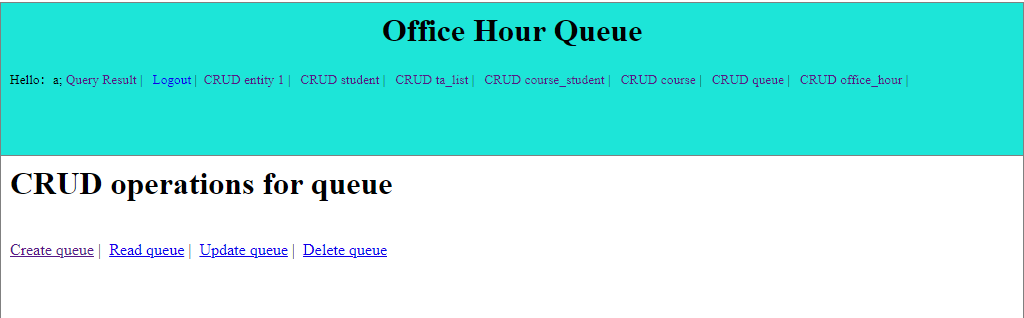 Office Hour Queue
Hello：a; Query Result | Logout | CRUD entity 1 | CRUD student | CRUD ta_list | CRUD course_student | CRUD course | CRUD queue | CRUD office_hour |
CRUD operations for queue
Create queue | Read queue | Update queue | Delete queue